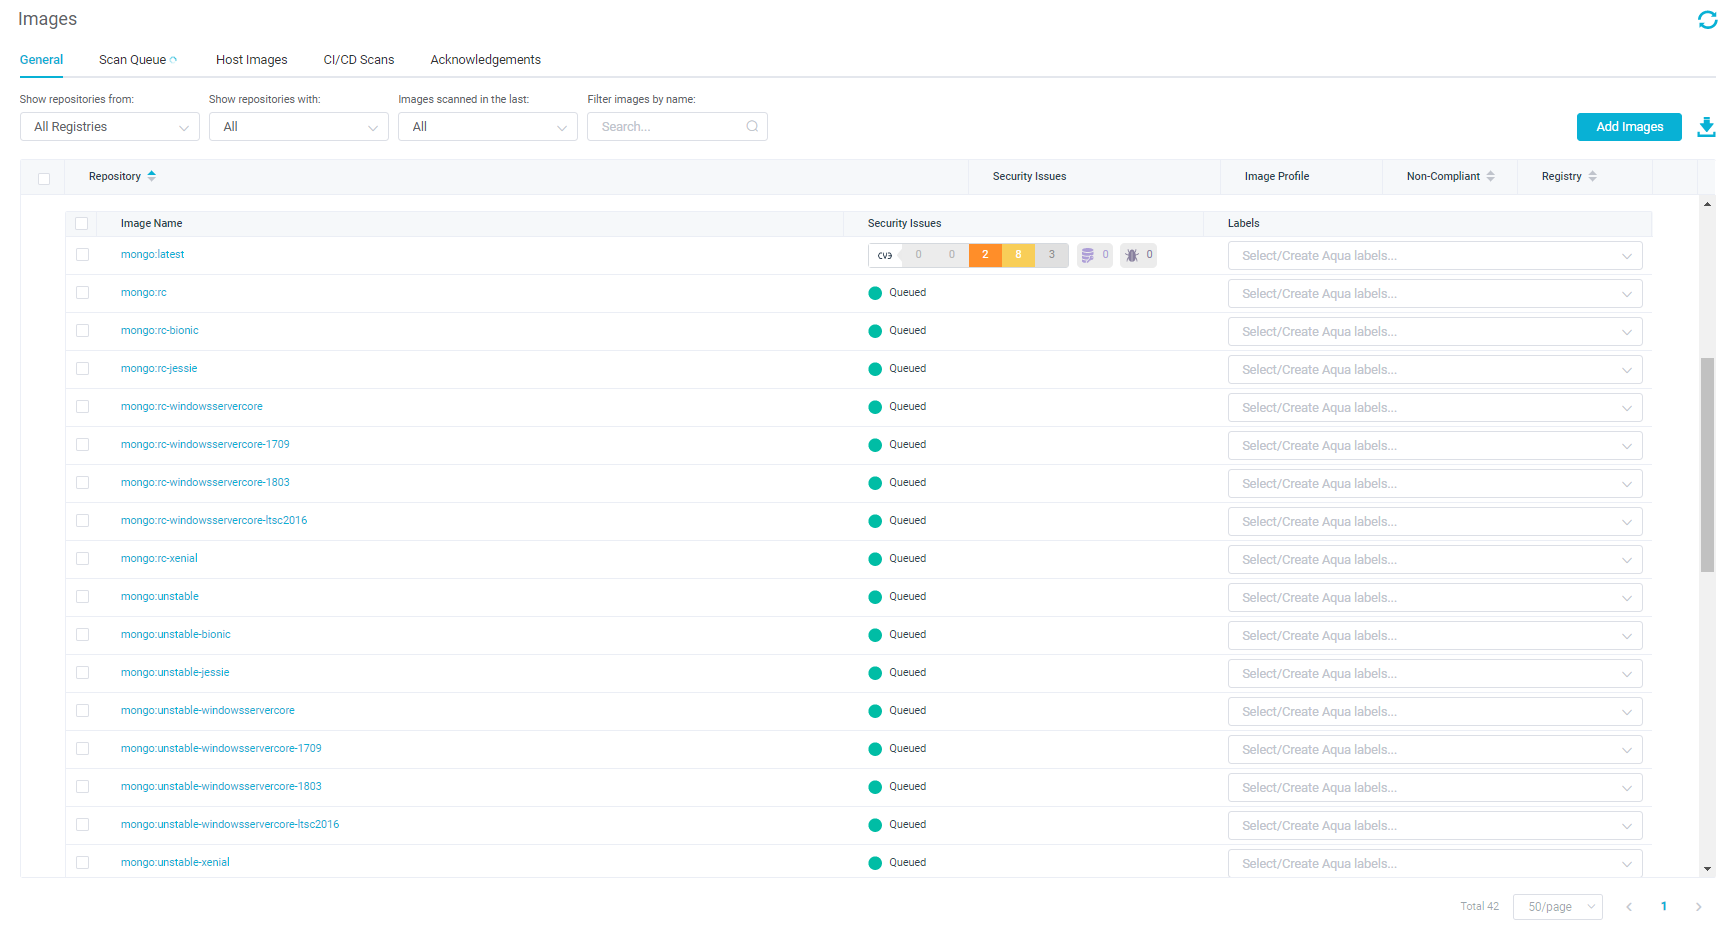 Images
General Scan Queue Host Images CI/CD Scans Acknowledgements
Show repositories from: Show repositories with: Images scanned in the last: Filter images by name:
All Registries All All Search... Add Images
Repository Security Issues Image Profile Non-Compliant Registry
Image Name Security Issues Labels
mongo:latest CVE 0 0 2 8 3 0 0 Select/Create Aqua labels...
mongo:rc Queued Select/Create Aqua labels...
mongo:rc-bionic Queued Select/Create Aqua labels...
mongo:rc-jessie Queued Select/Create Aqua labels...
mongo:rc-windowsservercore Queued Select/Create Aqua labels...
mongo:rc-windowsservercore-1709 Queued Select/Create Aqua labels...
mongo:rc-windowsservercore-1803 Queued Select/Create Aqua labels...
mongo:rc-windowsservercore-ltsc2016 Queued Select/Create Aqua labels...
mongo:rc-xenial Queued Select/Create Aqua labels...
mongo:unstable Queued Select/Create Aqua labels...
mongo:unstable-bionic Queued Select/Create Aqua labels...
mongo:unstable-jessie Queued Select/Create Aqua labels...
mongo:unstable-windowsservercore Queued Select/Create Aqua labels...
mongo:unstable-windowsservercore-1709 Queued Select/Create Aqua labels...
mongo:unstable-windowsservercore-1803 Queued Select/Create Aqua labels...
mongo:unstable-windowsservercore-ltsc2016 Queued Select/Create Aqua labels...
mongo:unstable-xenial Queued Select/Create Aqua labels...
Total 42 50/page 1